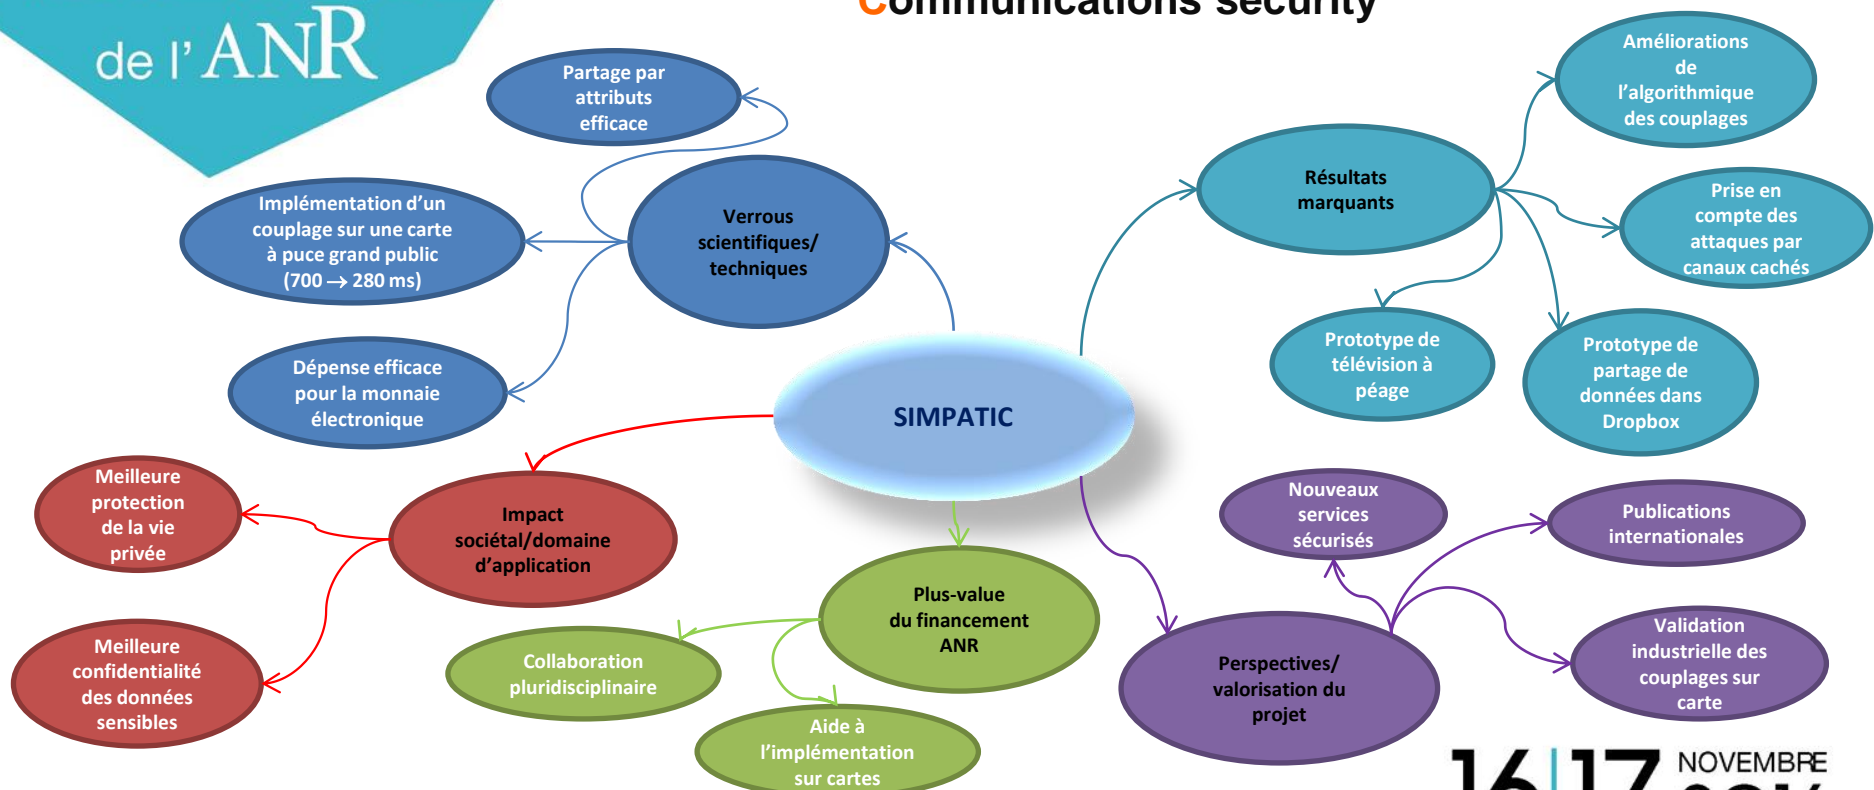 Communications security
de l'ANR
Partage par
attributs
efficace
Implémentation d'un
couplage sur une carte
à puce grand public
(700 → 280 ms)
Dépense efficace
pour la monnaie
électronique
Verrous
scientifiques/
techniques
Résultats
marquants
Améliorations
de
l'algorithmique
des couplages
Prise en
compte des
attaques par
canaux cachés
Prototype de
télévision à
péage
Prototype de
partage de
données dans
Dropbox
SIMPATIC
Meilleure
protection
de la vie
privée
Meilleure
confidentialité
des données
sensibles
Impact
sociétal/domaine
d'application
Plus-value
du financement
ANR
Collaboration
pluridisciplinaire
Aide à
l'implémentation
sur cartes
Nouveaux
services
sécurisés
Publications
internationales
Validation
industrielle des
couplages sur
carte
Perspectives/
valorisation du
projet
16|17 NOVEMBRE